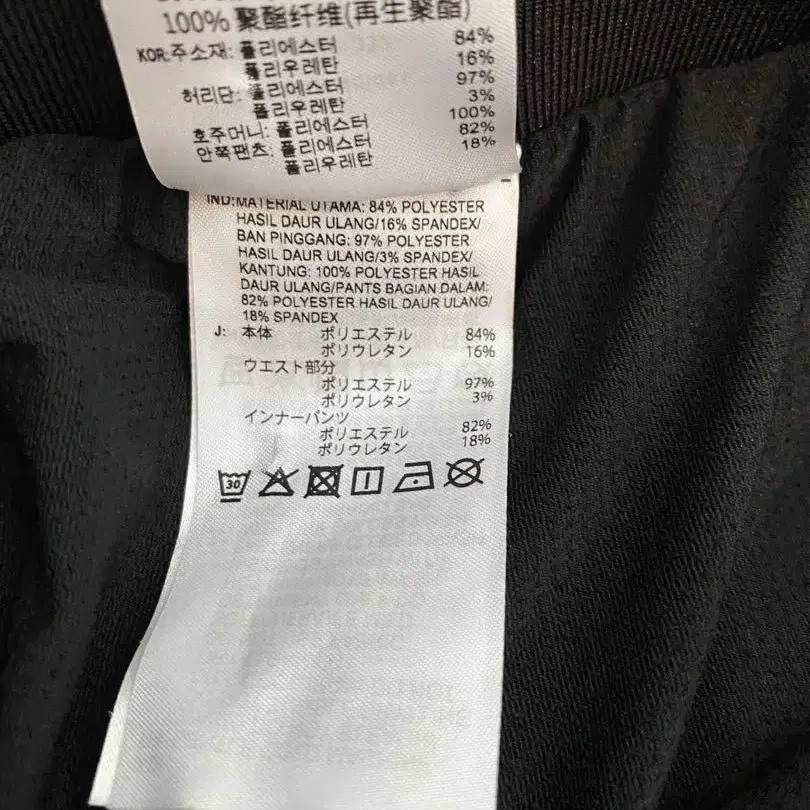 100% 聚酯纤维(再生聚酯)
KOR:주소재: 폴리에스터 84%
폴리우레탄 16%
허리단: 폴리에스터 97%
폴리우레탄 3%
호주머니: 폴리에스터 100%
안쪽팬츠: 폴리에스터 82%
폴리우레탄 18%
IND:MATERIAL UTAMA: 84% POLYESTER
HASIL DAUR ULANG/16% SPANDEX/
BAN PINGGANG: 97% POLYESTER
HASIL DAUR ULANG/3% SPANDEX/
KANTUNG: 100% POLYESTER HASIL
DAUR ULANG/PANTS BAGIAN DALAM:
82% POLYESTER HASIL DAUR ULANG/
18% SPANDEX
J: 本体 ポリエステル 84%
ポリウレタン 16%
ウエスト部分
ポリエステル 97%
ポリウレタン 3%
インナーパンツ
ポリエステル 82%
ポリウレタン 18%
30